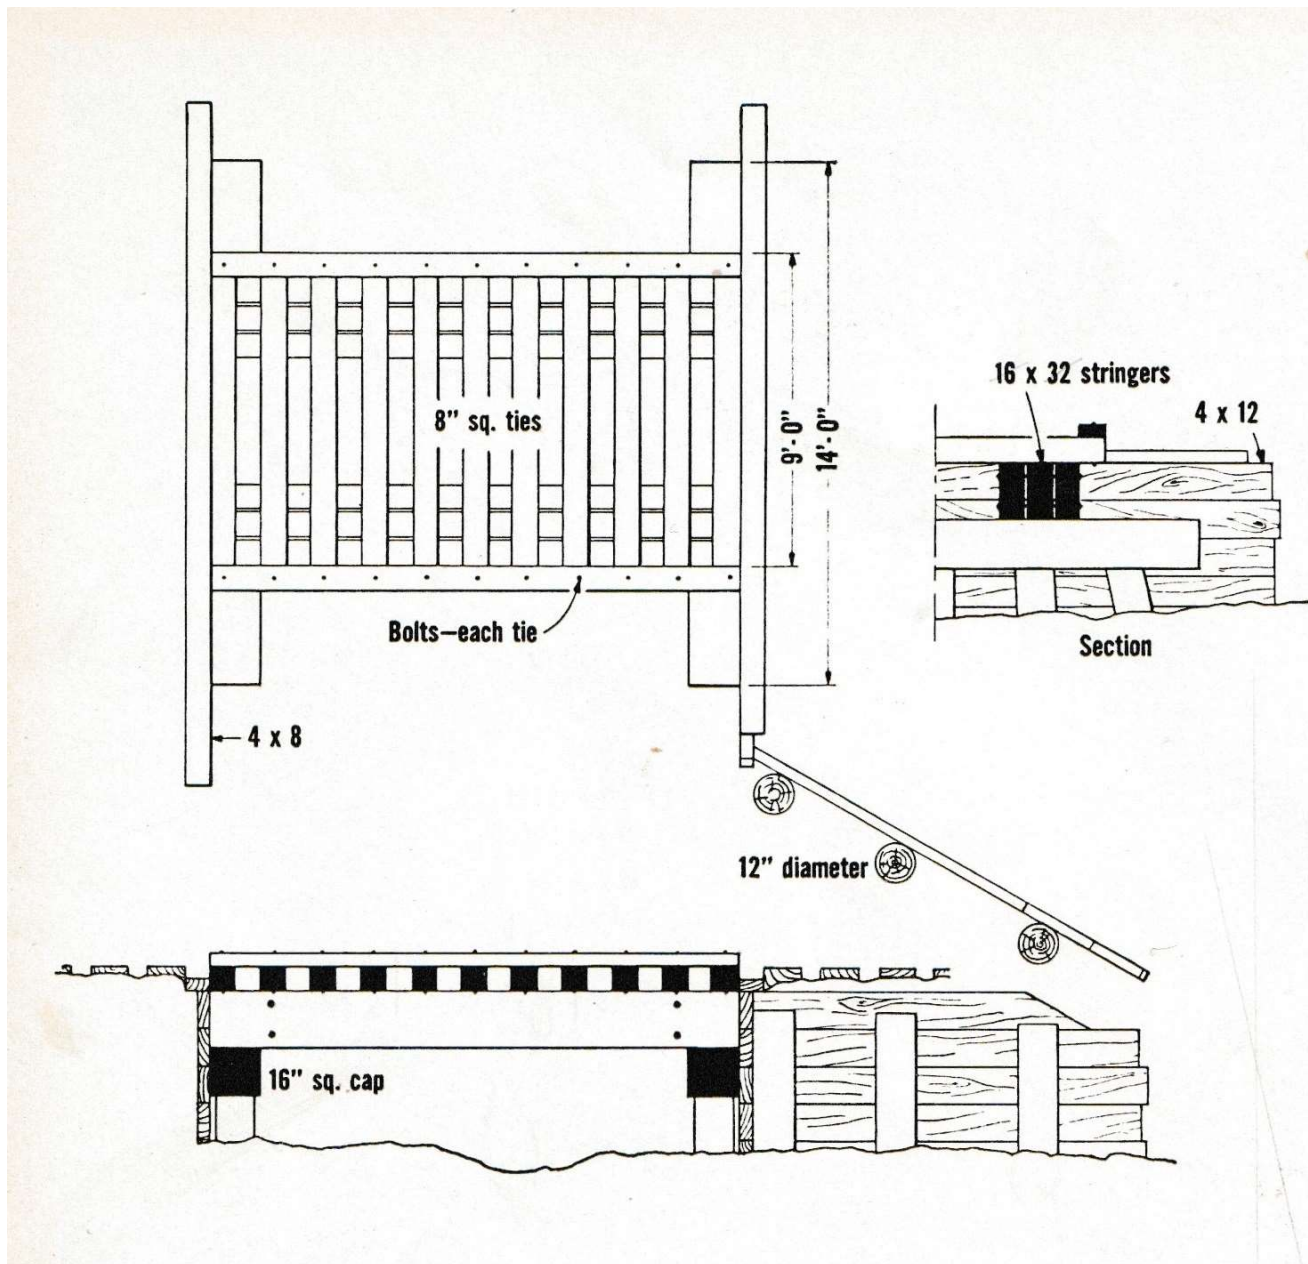 8" sq. ties
9'-0"
14'-0"
16 x 32 stringers
4 x 12
Bolts–each tie
Section
4 x 8
12" diameter
16" sq. cap